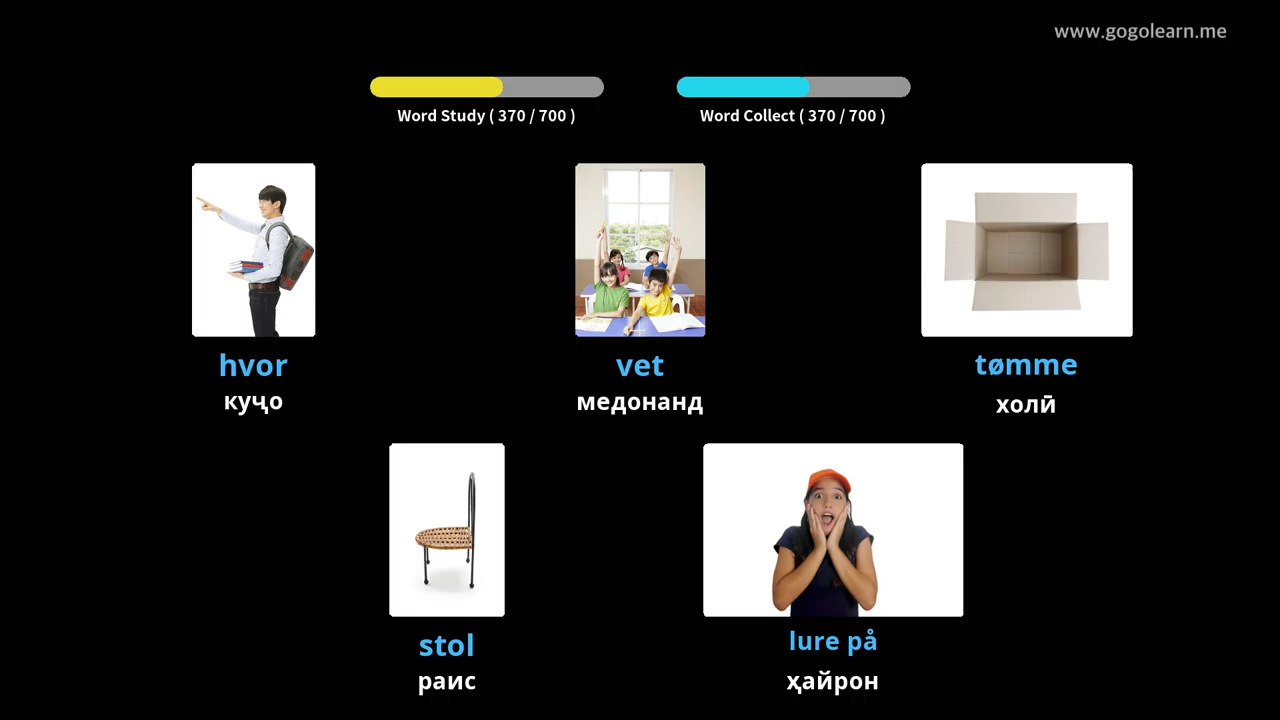 www.gogolearn.me
Word Study ( 370 / 700 )
Word Collect ( 370 / 700 )
hvor
куҷо
vet
медонанд
tømme
холӣ
stol
раис
lure på
ҳайрон